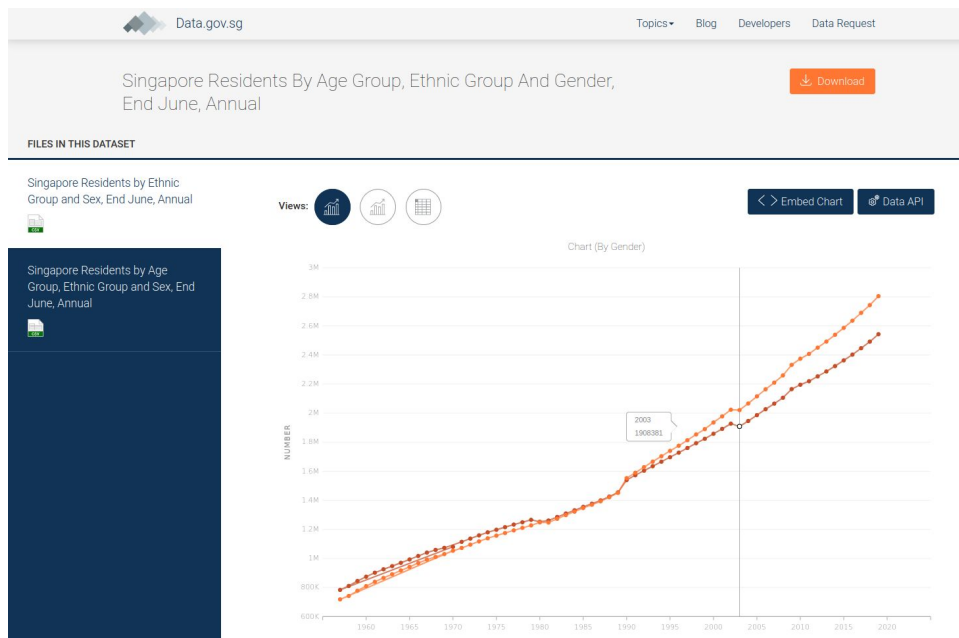 Data.gov.sg
Topics
Blog
Developers
Data Request
Singapore Residents By Age Group, Ethnic Group And Gender,
End June, Annual
Download
FILES IN THIS DATASET
Singapore Residents by Ethnic
Group and Sex, End June, Annual
CSV
Views:
< > Embed Chart
Data API
Singapore Residents by Age
Group, Ethnic Group and Sex, End
June, Annual
CSV
Chart (By Gender)
3M
2.8M
2.6M
2.4M
2.2M
2M
1.8M
1.6M
1.4M
1.2M
1M
800K
600K
NUMBER
2003
1908381
1960 1965 1970 1975 1980 1985 1990 1995 2000 2005 2010 2015 2020